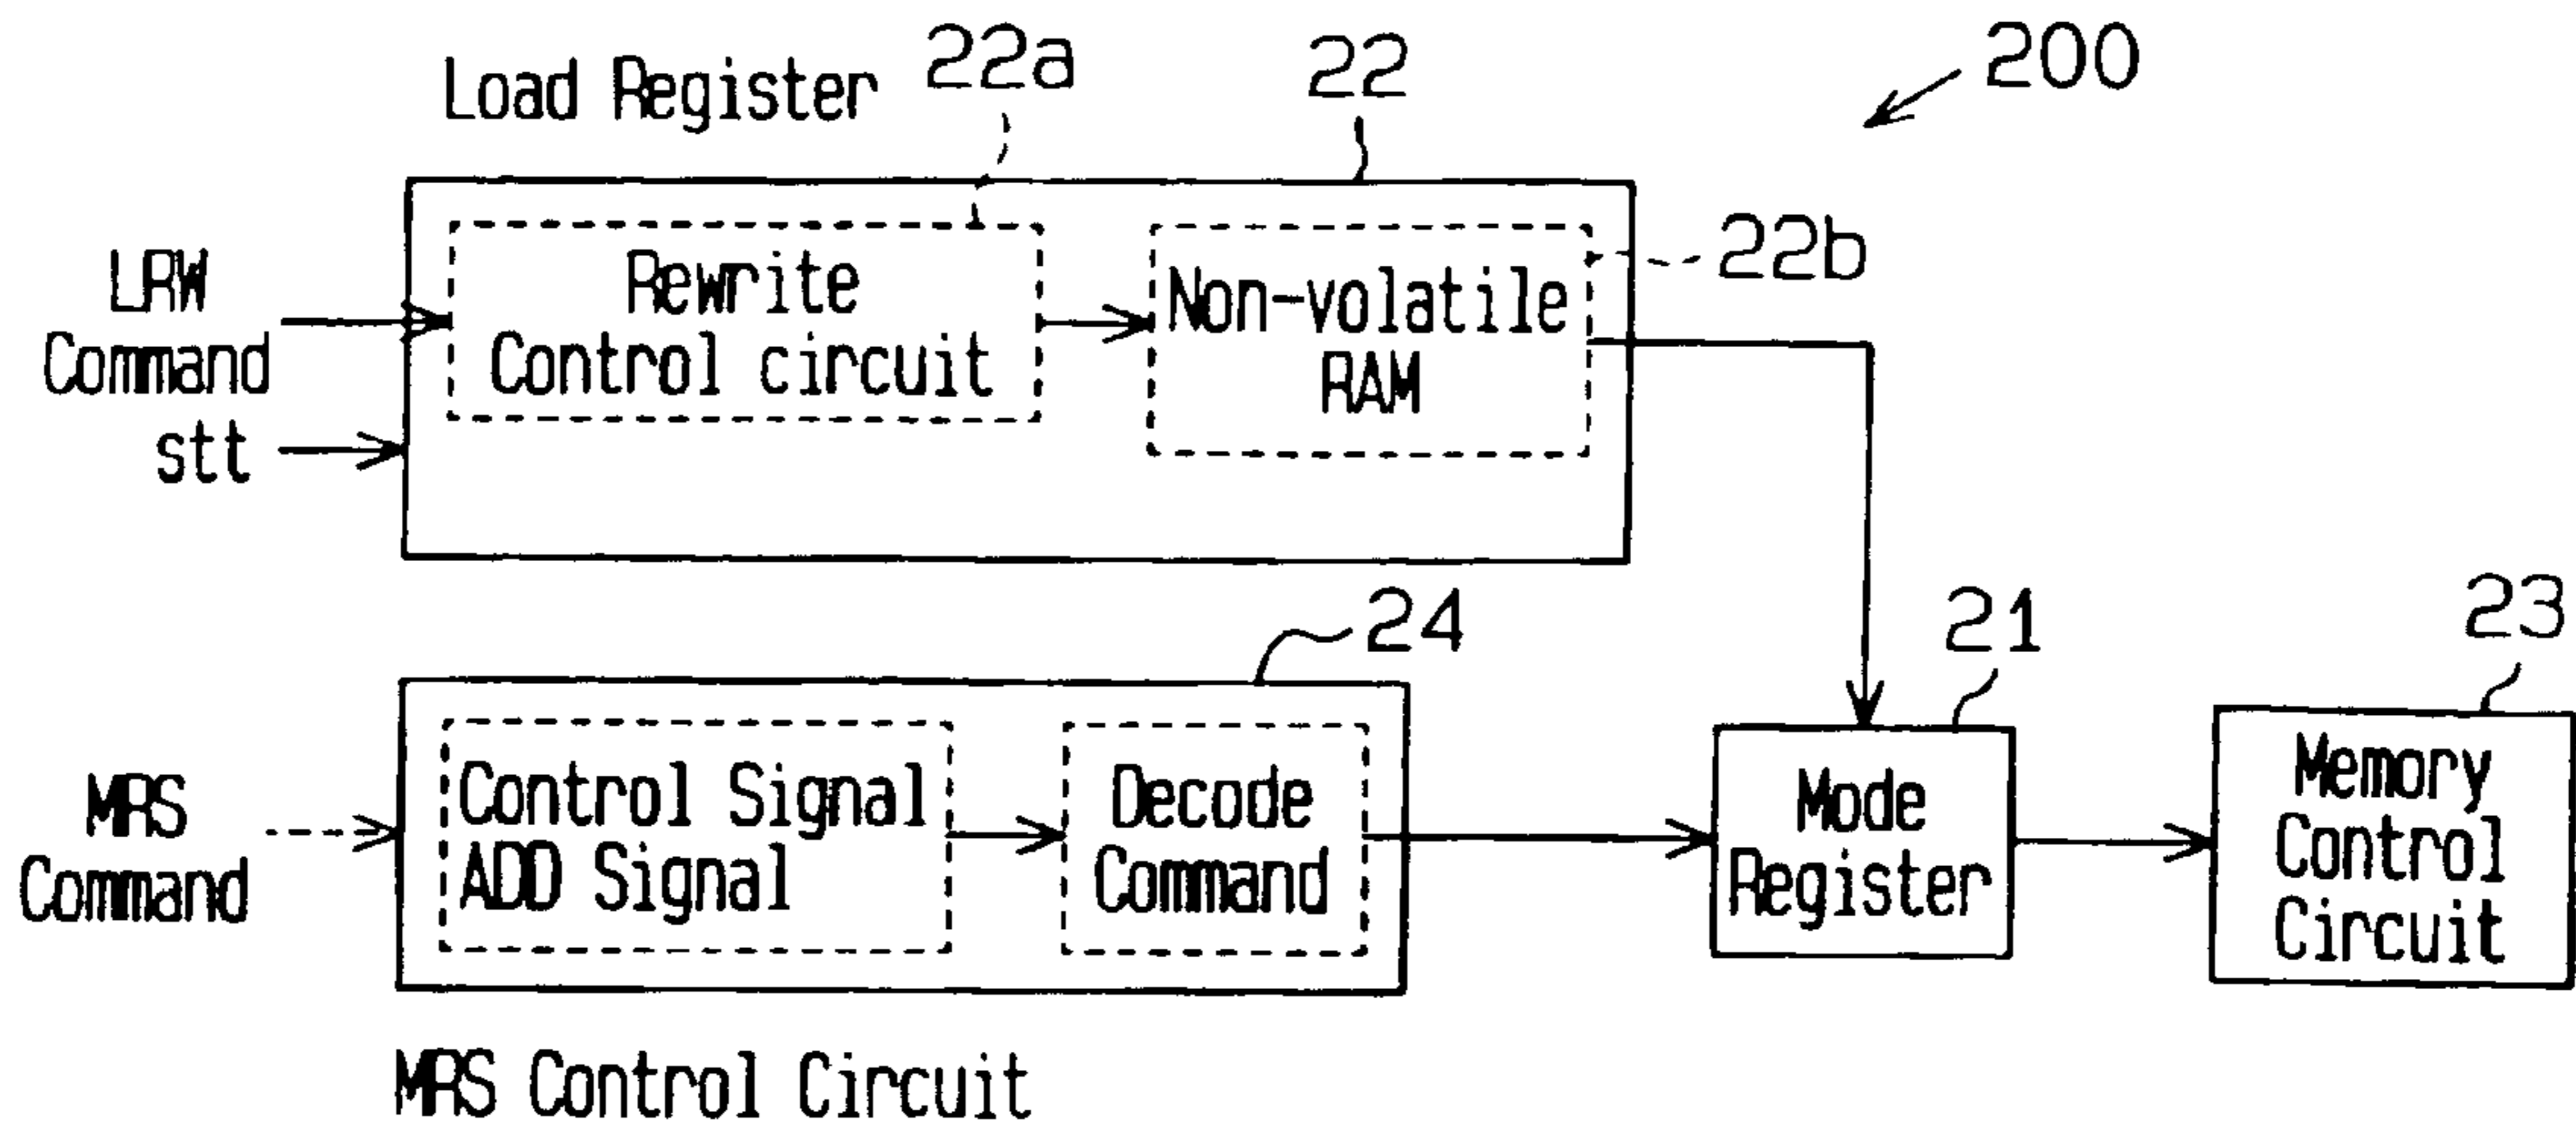 200
Load Register
22a
22
LRW
Command
stt
Rewrite
Control circuit
Non-volatile
RAM
22b
24
21
23
MRS
Command
Control Signal
ADD Signal
Decode
Command
Mode
Register
Memory
Control
Circuit
MRS Control Circuit